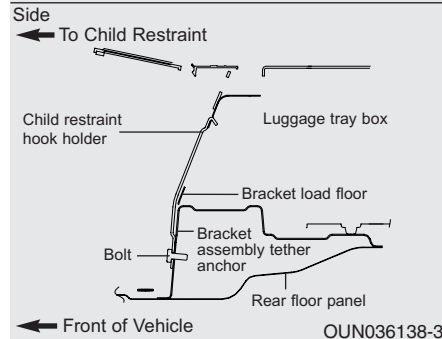 Side
To Child Restraint
Child restraint
hook holder
Luggage tray box
Bracket load floor
Bracket
assembly tether
anchor
Bolt
Rear floor panel
Front of Vehicle
OUN036138-3